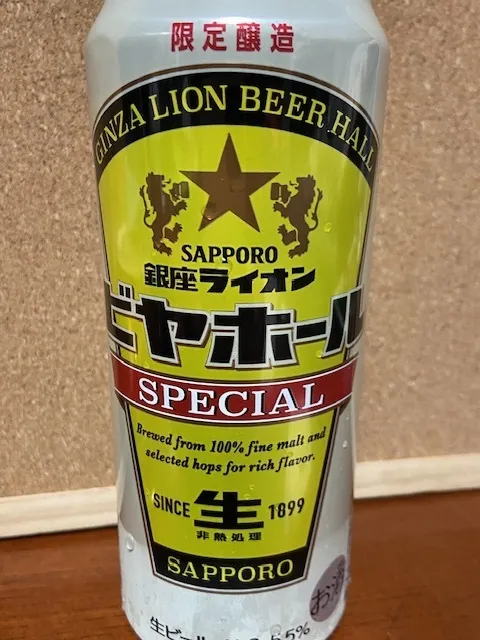 限定醸造
GINZA LION BEER HALL
SAPPORO
銀座ライオン
ビヤホール
SPECIAL
Brewed from 100% fine malt and
selected hops for rich flavor.
SINCE 生 1899
非熱処理
SAPPORO
お酒
生ビール 5.5%